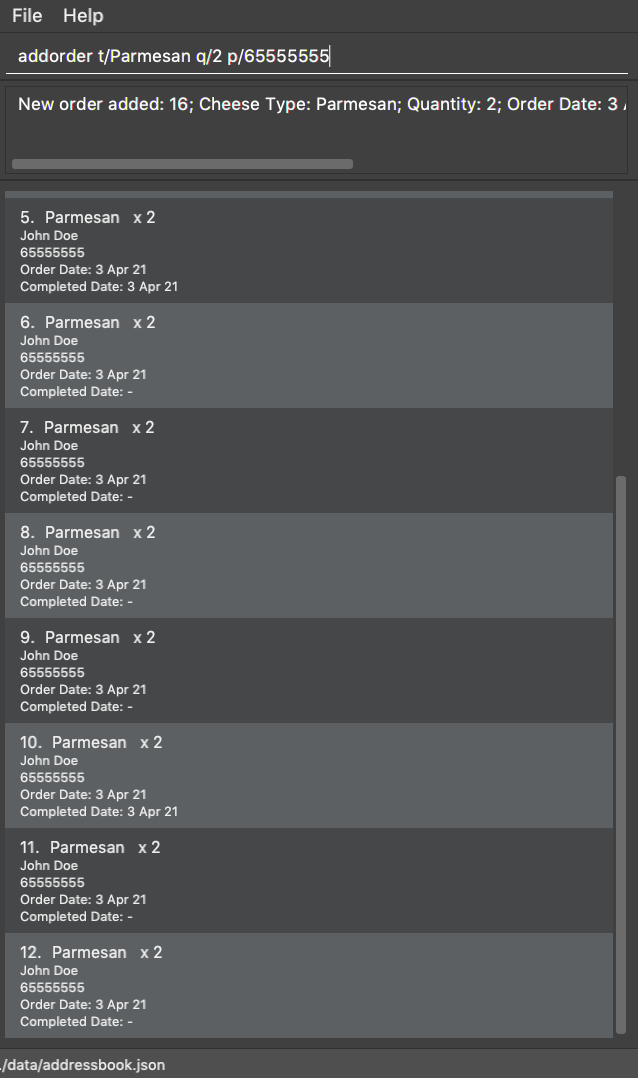 File Help
addorder t/Parmesan q/2 p/65555555
New order added: 16; Cheese Type: Parmesan; Quantity: 2; Order Date: 3
5. Parmesan x 2
John Doe
65555555
Order Date: 3 Apr 21
Completed Date: 3 Apr 21
6. Parmesan x 2
John Doe
65555555
Order Date: 3 Apr 21
Completed Date: -
7. Parmesan x 2
John Doe
65555555
Order Date: 3 Apr 21
Completed Date: -
8. Parmesan x 2
John Doe
65555555
Order Date: 3 Apr 21
Completed Date: -
9. Parmesan x 2
John Doe
65555555
Order Date: 3 Apr 21
Completed Date: -
10. Parmesan x 2
John Doe
65555555
Order Date: 3 Apr 21
Completed Date: 3 Apr 21
11. Parmesan x 2
John Doe
65555555
Order Date: 3 Apr 21
Completed Date: -
12. Parmesan x 2
John Doe
65555555
Order Date: 3 Apr 21
Completed Date: -
./data/addressbook.json